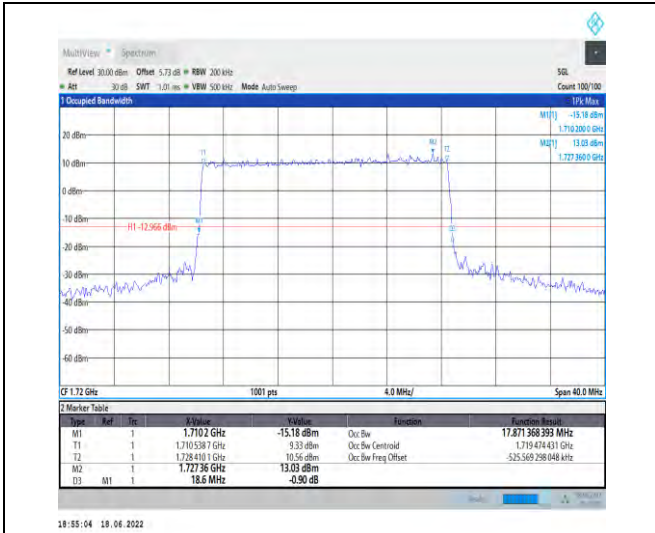 MultiView Spectrum
Ref Level 30.00 dBm Offset 5.73 dB RBW 200 kHz SGL
Att 30 dB SWT 1.01 ms VBW 500 kHz Mode Auto Sweep Count 100/100
1 Occupied Bandwidth 1Pk Max
M1[1] -15.18 dBm
1.710 200 0 GHz
M2[1] 13.03 dBm
1.727 360 0 GHz
20 dBm
M2
T1 T2
10 dBm
0 dBm
-10 dBm
M1
H1 -12.966 dBm
-20 dBm
-30 dBm
-40 dBm
-50 dBm
-60 dBm
CF 1.72 GHz 1001 pts 4.0 MHz/ Span 40.0 MHz
2 Marker Table
Type Ref Trc X-Value Y-Value Function Function Result
M1 1 1.7102 GHz -15.18 dBm Occ Bw 17.871 368 393 MHz
T1 1 1.710 538 7 GHz 9.33 dBm Occ Bw Centroid 1.719 474 431 GHz
T2 1 1.728 410 1 GHz 10.56 dBm Occ Bw Freq Offset -525.569 298 048 kHz
M2 1 1.727 36 GHz 13.03 dBm
D3 M1 1 18.6 MHz -0.90 dB
18:55:04 18.06.2022